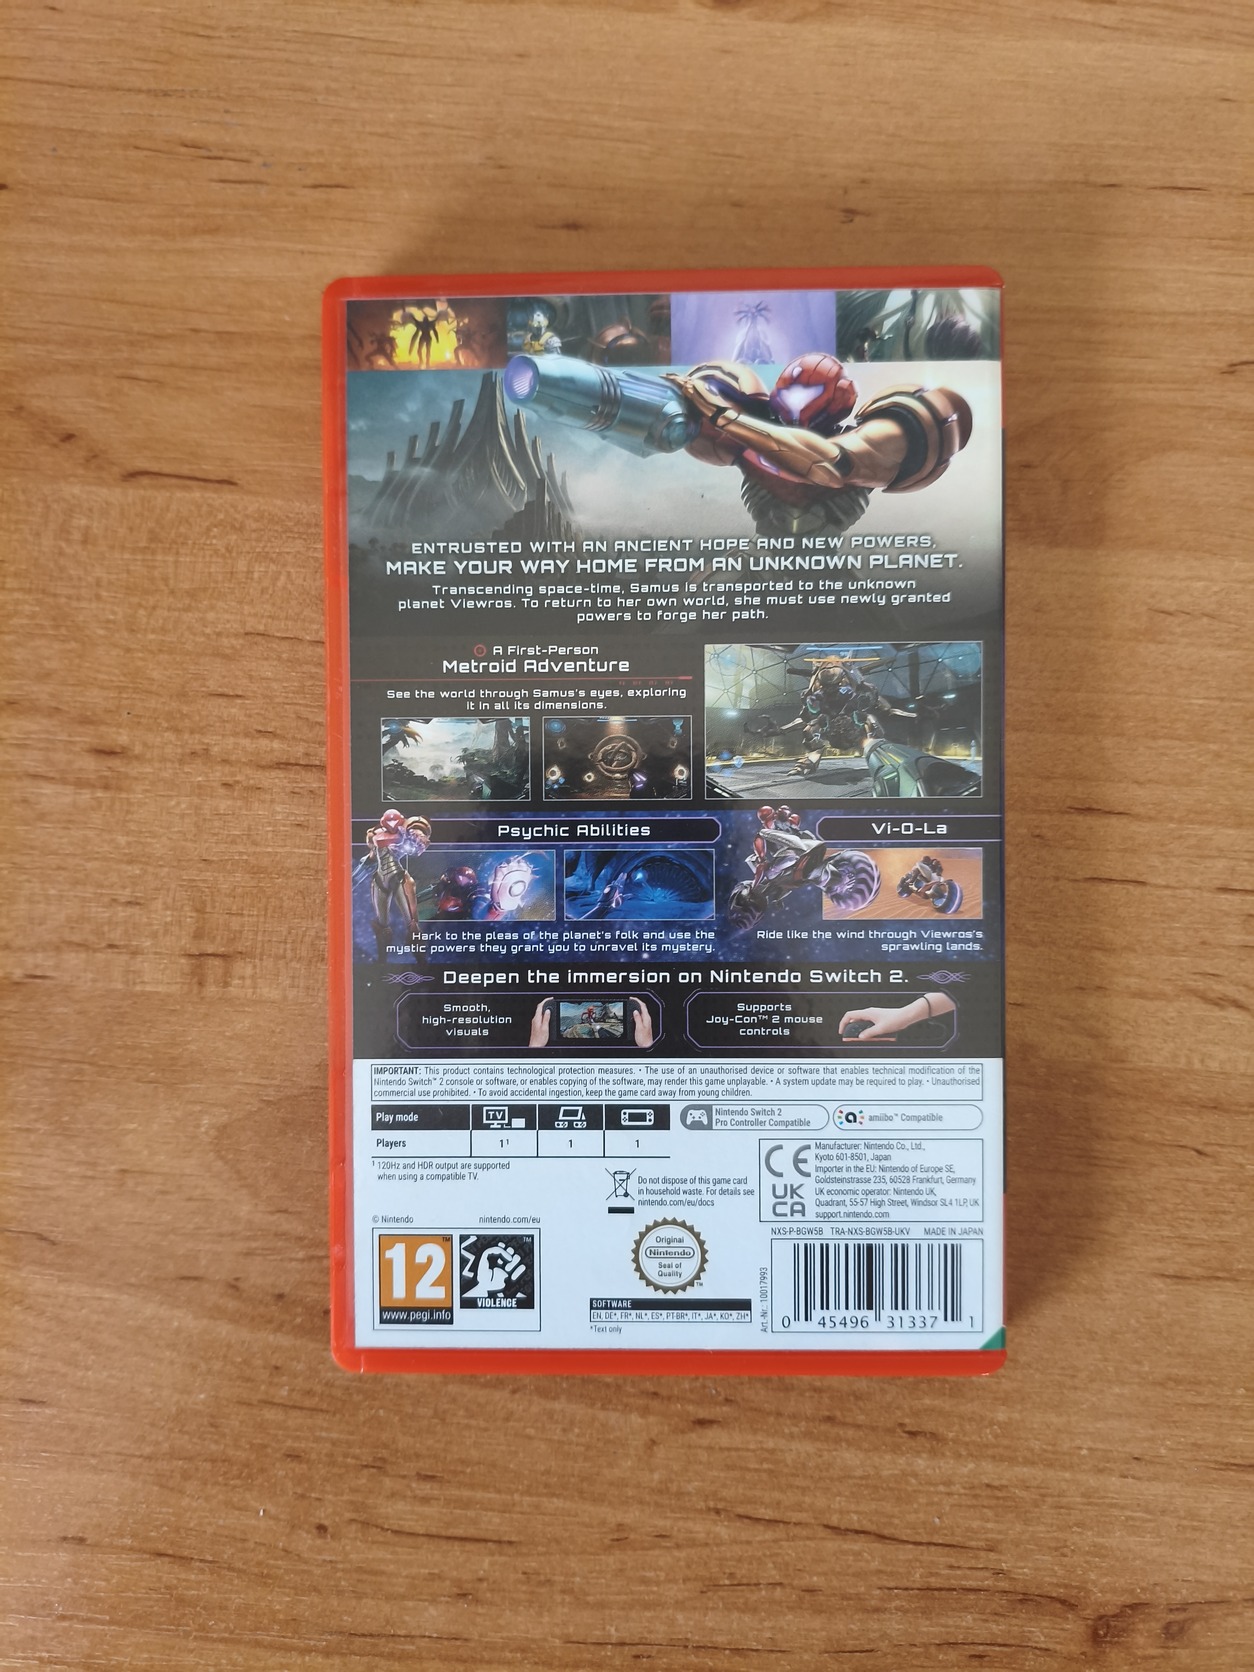 ENTRUSTED WITH AN ANCIENT HOPE AND NEW POWERS,
MAKE YOUR WAY HOME FROM AN UNKNOWN PLANET.
Transcending space-time, Samus is transported to the unknown
planet Viewros. To return to her own world, she must use newly granted
powers to forge her path.
A First-Person
Metroid Adventure
See the world through Samus's eyes, exploring
it in all its dimensions.
Psychic Abilities
Hark to the pleas of the planet's folk and use the
mystic powers they grant you to unravel its mystery.
Vi-O-La
Ride like the wind through Viewros's
sprawling lands.
Deepen the immersion on Nintendo Switch 2.
Smooth,
high-resolution
visuals
Supports
Joy-Con™ 2 mouse
controls
IMPORTANT: This product contains technological protection measures. • The use of an unauthorised device or software that enables technical modification of the
Nintendo Switch™ 2 console or software, or enables copying of the software, may render this game unplayable. • A system update may be required to play. • Unauthorised
commercial use prohibited. • To avoid accidental ingestion, keep the game card away from young children.
Play mode TV
Players 1¹ 1 1
Nintendo Switch 2
Pro Controller Compatible
amiibo™ Compatible
¹ 120Hz and HDR output are supported
when using a compatible TV.
Do not dispose of this game card
in household waste. For details see
nintendo.com/eu/docs
CE
UK
CA
Manufacturer: Nintendo Co., Ltd.,
Kyoto 601-8501, Japan
Importer in the EU: Nintendo of Europe SE,
Goldsteinstrasse 235, 60528 Frankfurt, Germany
UK economic operator: Nintendo UK,
Quadrant, 55-57 High Street, Windsor SL4 1LP, UK
support.nintendo.com
© Nintendo nintendo.com/eu
NXS-P-BGW5B TRA-NXS-BGW5B-UKV MADE IN JAPAN
12™
www.pegi.info
™
VIOLENCE
Original
Nintendo
Seal of
Quality
™
SOFTWARE
EN, DE*, FR*, NL*, ES*, PT-BR*, IT*, JA*, KO*, ZH*
*Text only
Art.-Nr.: 10017993
0 45496 31337 1